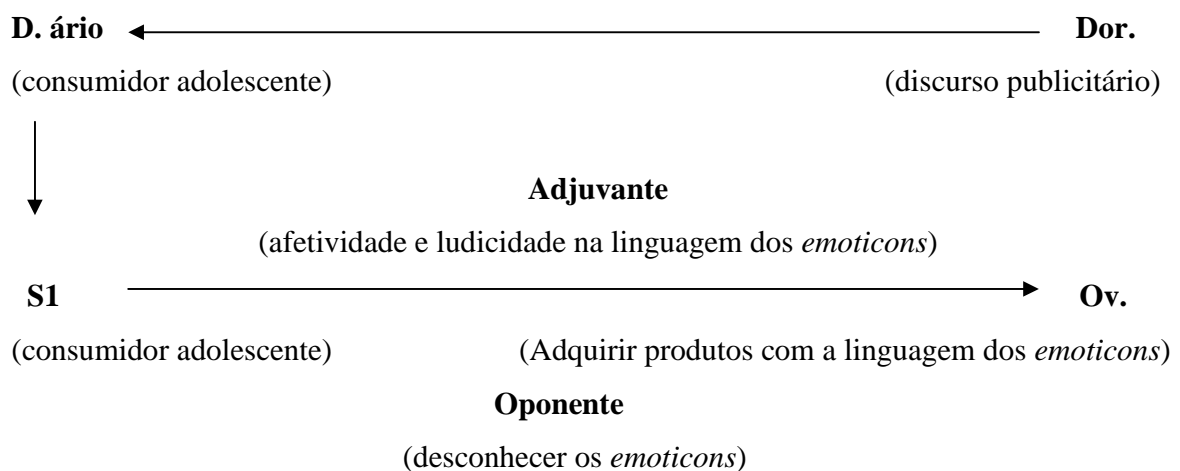 D. ário Dor.
(consumidor adolescente) (discurso publicitário)
Adjuvante
(afetividade e ludicidade na linguagem dos emoticons)
S1 Ov.
(consumidor adolescente) (Adquirir produtos com a linguagem dos emoticons)
Oponente
(desconhecer os emoticons)